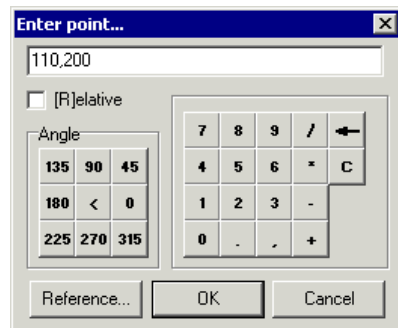 Enter point...
110,200
[R]elative
Angle
135 90 45
180 < 0
225 270 315
7 8 9 /
4 5 6 * C
1 2 3 -
0 . , +
Reference... OK Cancel